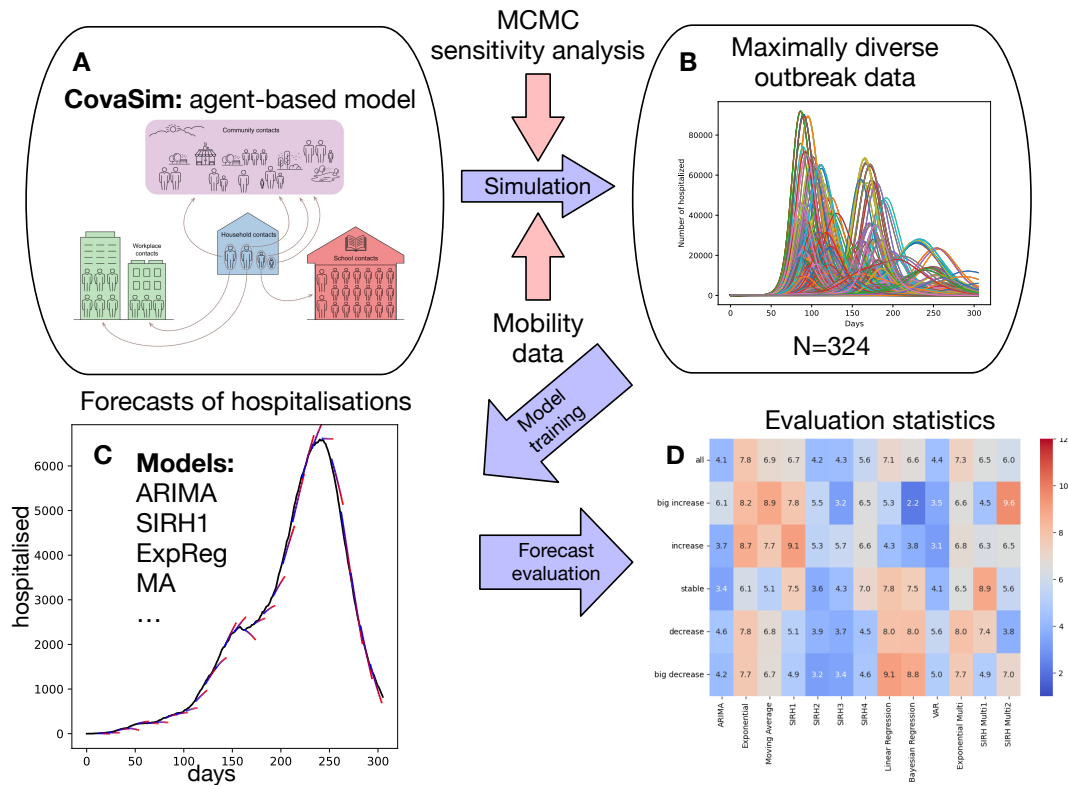 A
CovaSim: agent-based model
Community contacts
Household contacts
Workplace
contacts
School contacts
MCMC
sensitivity analysis
Simulation
Mobility
data
B
Maximally diverse
outbreak data
Number of hospitalized
80000
60000
40000
20000
0
0 50 100 150 200 250 300
Days
N=324
Model
training
Forecasts of hospitalisations
C
Models:
ARIMA
SIRH1
ExpReg
MA
...
hospitalised
6000
5000
4000
3000
2000
1000
0
0 50 100 150 200 250 300
days
Forecast
evaluation
Evaluation statistics
D
all 4.1 7.8 6.9 6.7 4.2 4.3 5.6 7.1 6.6 4.4 7.3 6.5 6.0
big increase 6.1 8.2 8.9 7.8 5.5 3.2 6.5 5.3 2.2 3.5 6.6 4.5 9.6
increase 3.7 8.7 7.7 9.1 5.3 5.7 6.6 4.3 3.8 3.1 6.8 6.3 6.5
stable 3.4 6.1 5.1 7.5 3.6 4.3 7.0 7.8 7.5 4.1 6.5 8.9 5.6
decrease 4.6 7.8 6.8 5.1 3.9 3.7 4.5 8.0 8.0 5.6 8.0 7.4 3.8
big decrease 4.2 7.7 6.7 4.9 3.2 3.4 4.6 9.1 8.8 5.0 7.7 4.9 7.0
ARIMA
Exponential
Moving Average
SIRH1
SIRH2
SIRH3
SIRH4
Linear Regression
Bayesian Regression
VAR
Exponential Multi
SIRH Multi1
SIRH Multi2
12
10
8
6
4
2